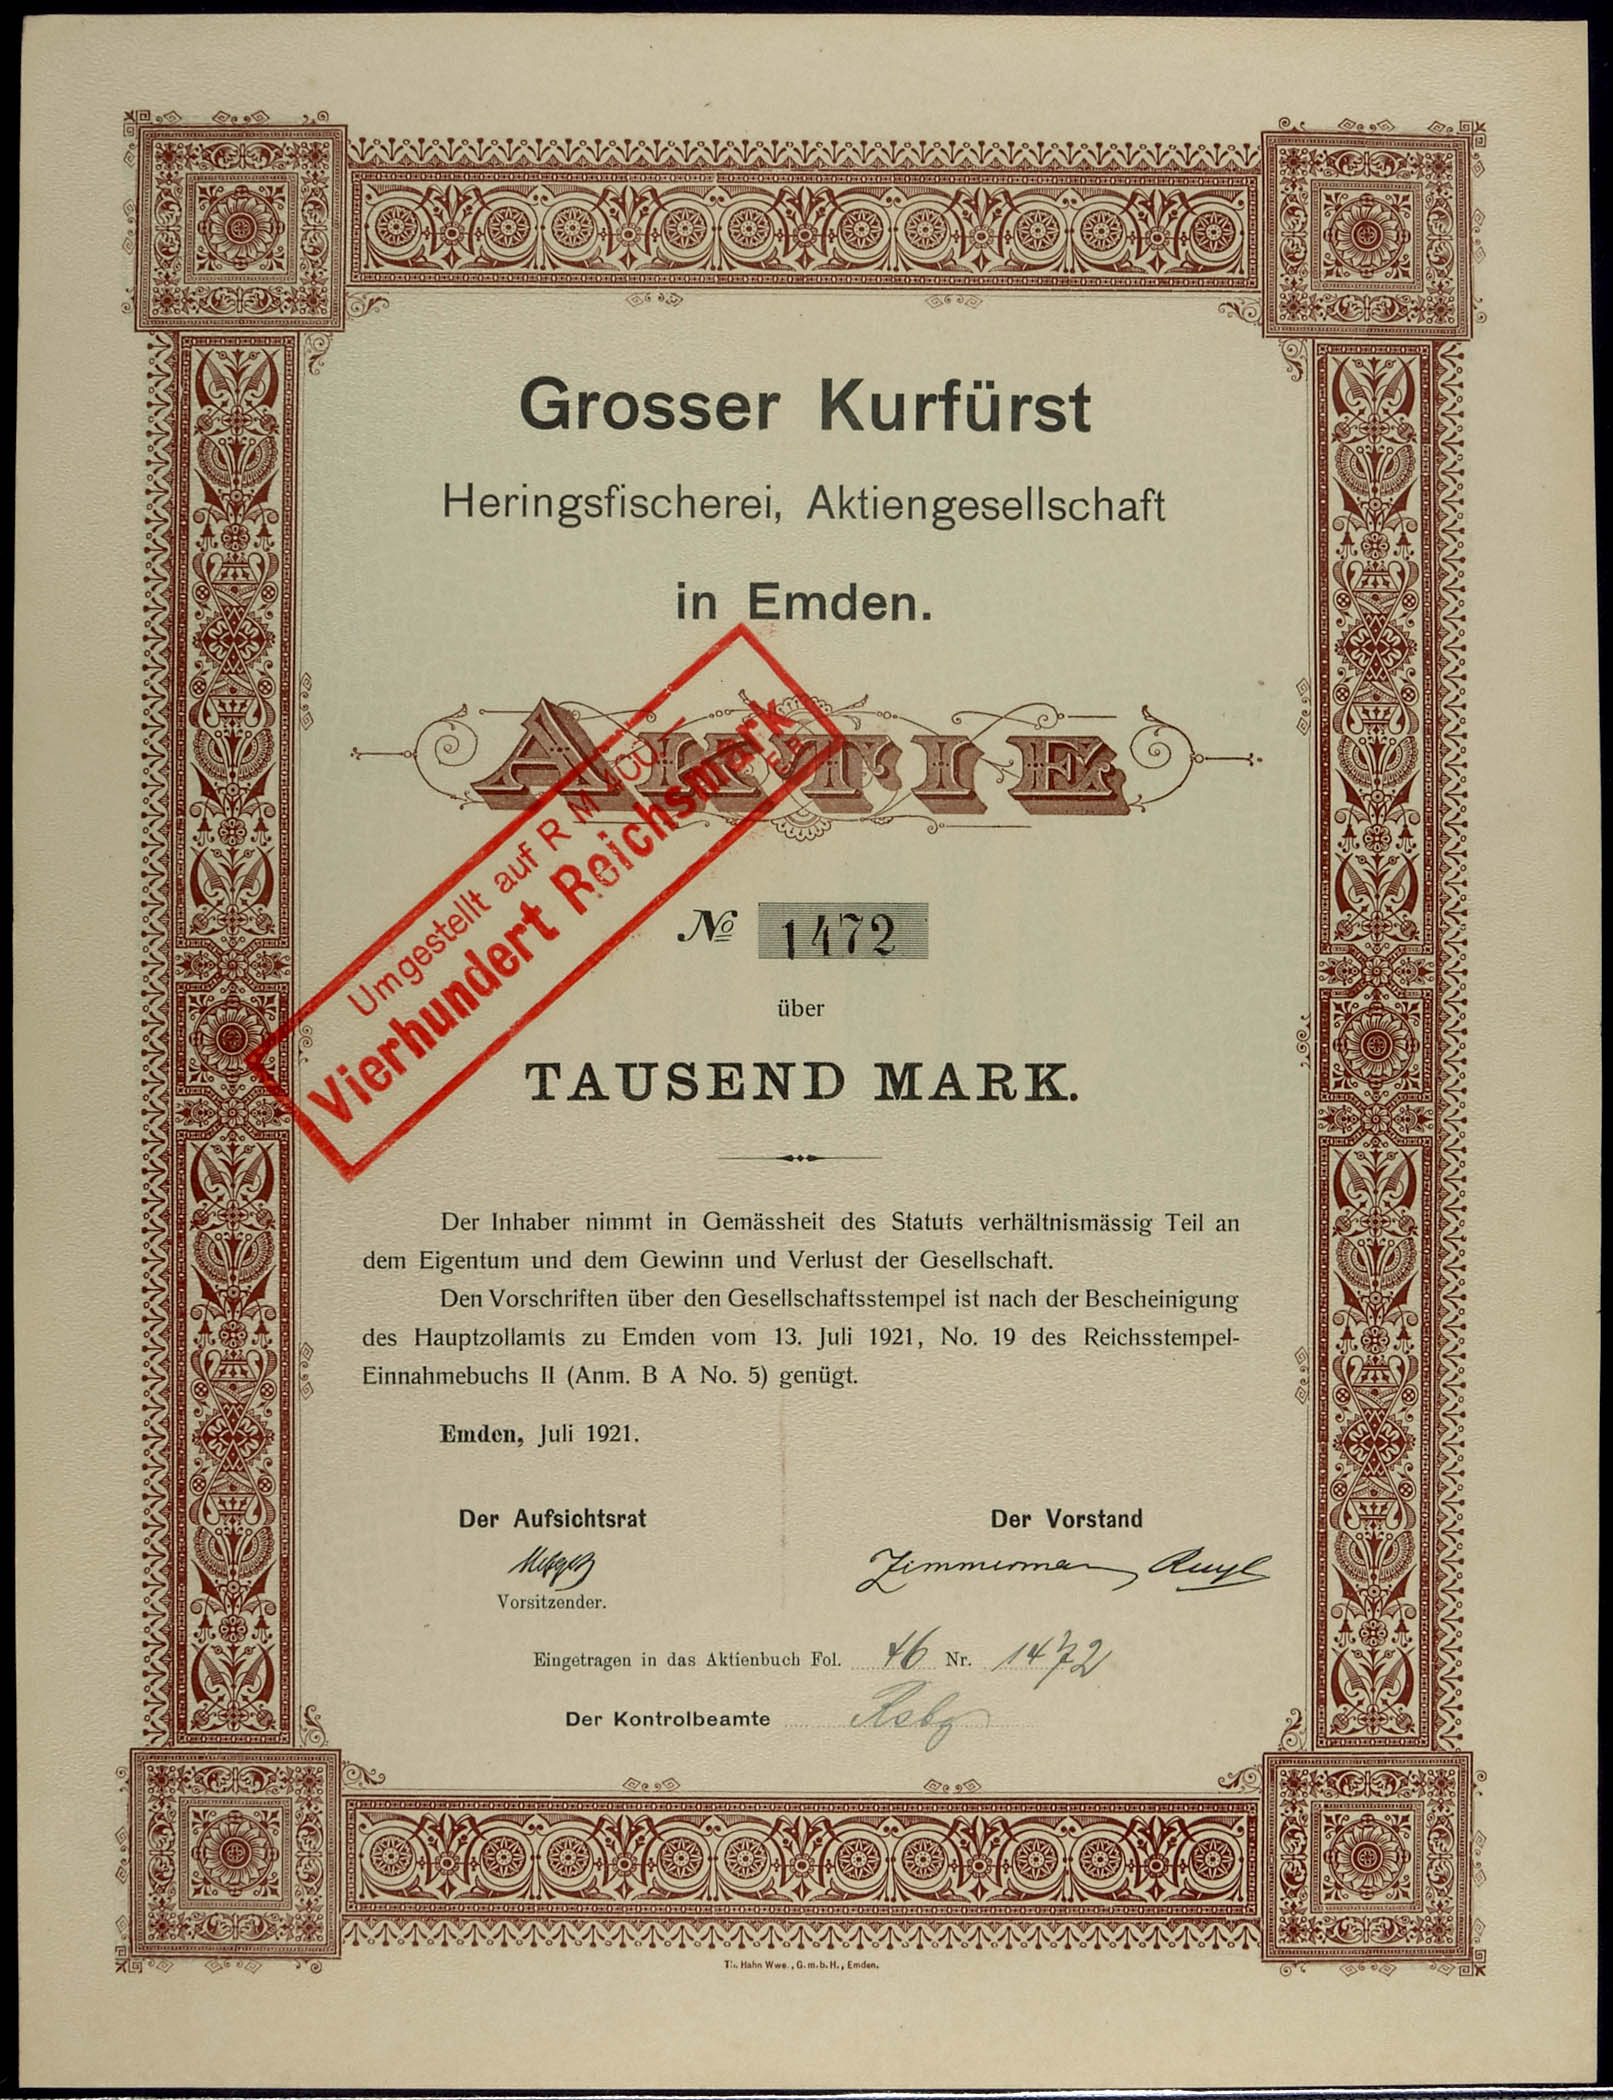 Grosser Kurfürst
Heringsfischerei, Aktiengesellschaft
in Emden.
AKTIE
Umgestellt auf RM 400.—
Vierhundert Reichsmark
No 1472
über
TAUSEND MARK.
Der Inhaber nimmt in Gemässheit des Statuts verhältnismässig Teil an
dem Eigentum und dem Gewinn und Verlust der Gesellschaft.
Den Vorschriften über den Gesellschaftsstempel ist nach der Bescheinigung
des Hauptzollamts zu Emden vom 13. Juli 1921, No. 19 des Reichsstempel-
Einnahmebuchs II (Anm. B A No. 5) genügt.
Emden, Juli 1921.
Der Aufsichtsrat
Der Vorstand
Zimmerman
Vorsitzender.
Eingetragen in das Aktienbuch Fol. 46 Nr. 1472
Der Kontrolbeamte
Th. Hahn Wwe., G.m.b.H., Emden.